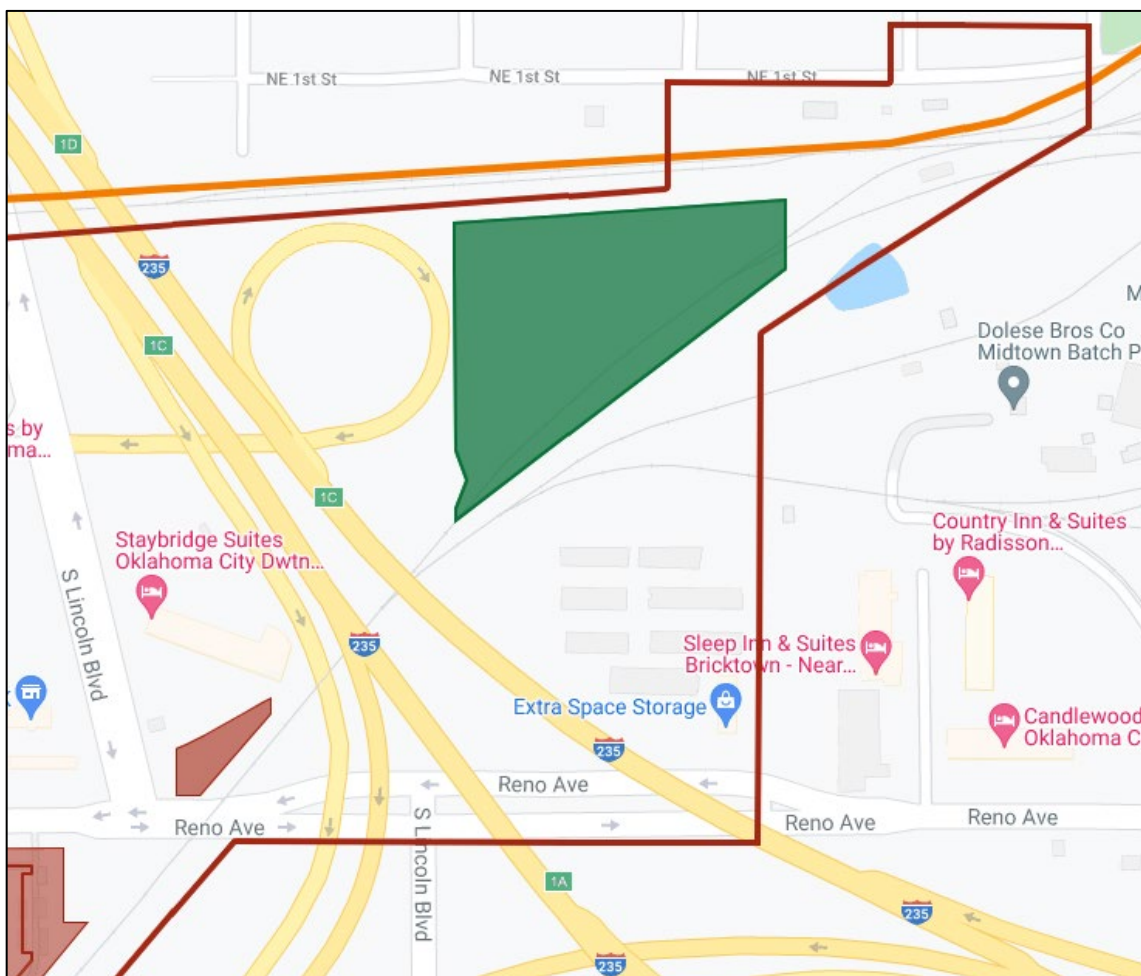 NE 1st St
NE 1st St
NE 1st St
1D
235
1C
M
Dolese Bros Co
Midtown Batch P
s by
ma...
1C
Staybridge Suites
Oklahoma City Dwtn...
Country Inn & Suites
by Radisson...
S Lincoln Blvd
235
Sleep Inn & Suites
Bricktown - Near...
k
Extra Space Storage
Candlewood
Oklahoma C
235
Reno Ave
Reno Ave
Reno Ave
Reno Ave
S Lincoln Blvd
1A
235
235